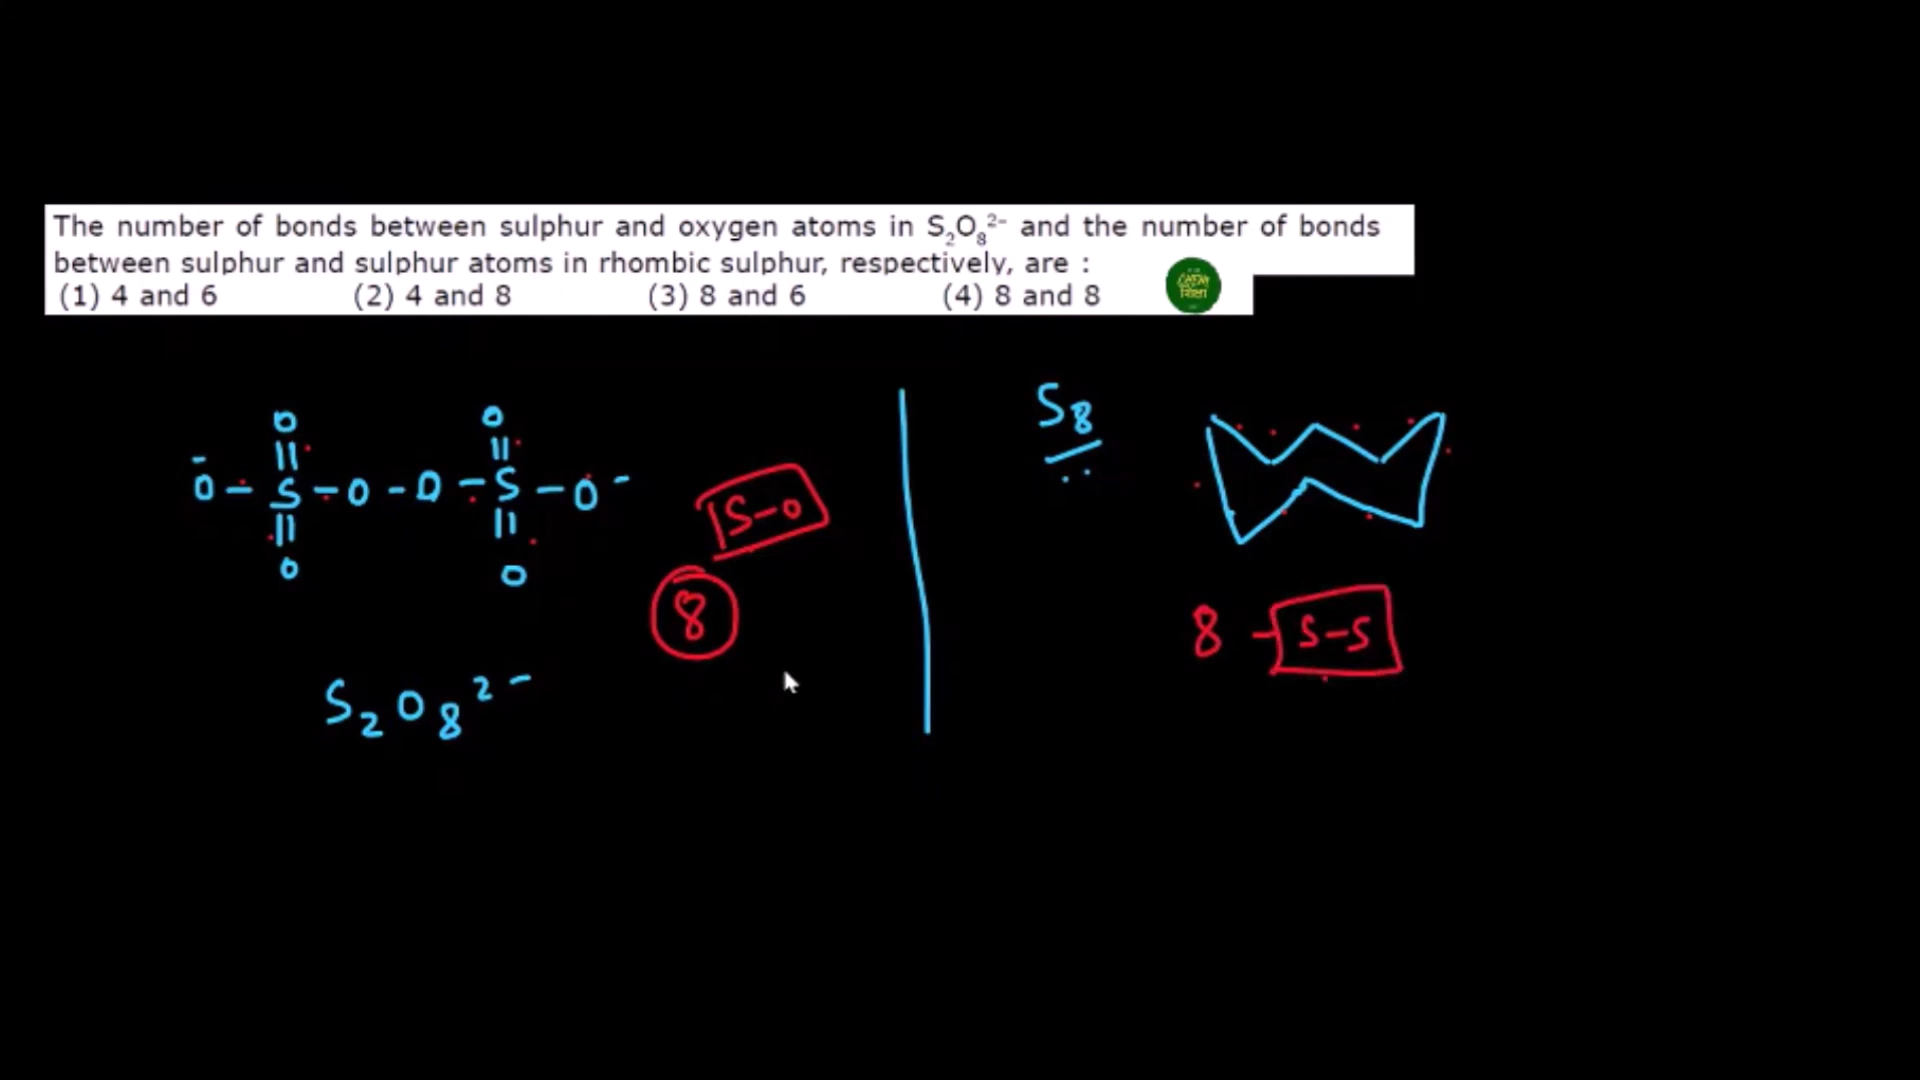 The number of bonds between sulphur and oxygen atoms in S₂O₈²⁻ and the number of bonds
between sulphur and sulphur atoms in rhombic sulphur, respectively, are :
(1) 4 and 6 (2) 4 and 8 (3) 8 and 6 (4) 8 and 8
CHEM
शिक्षा
O O
|| ||
⁻O - S - O - O - S - O⁻
|| ||
O O
S-O
8
S₂O₈²⁻
S₈
8 - S-S